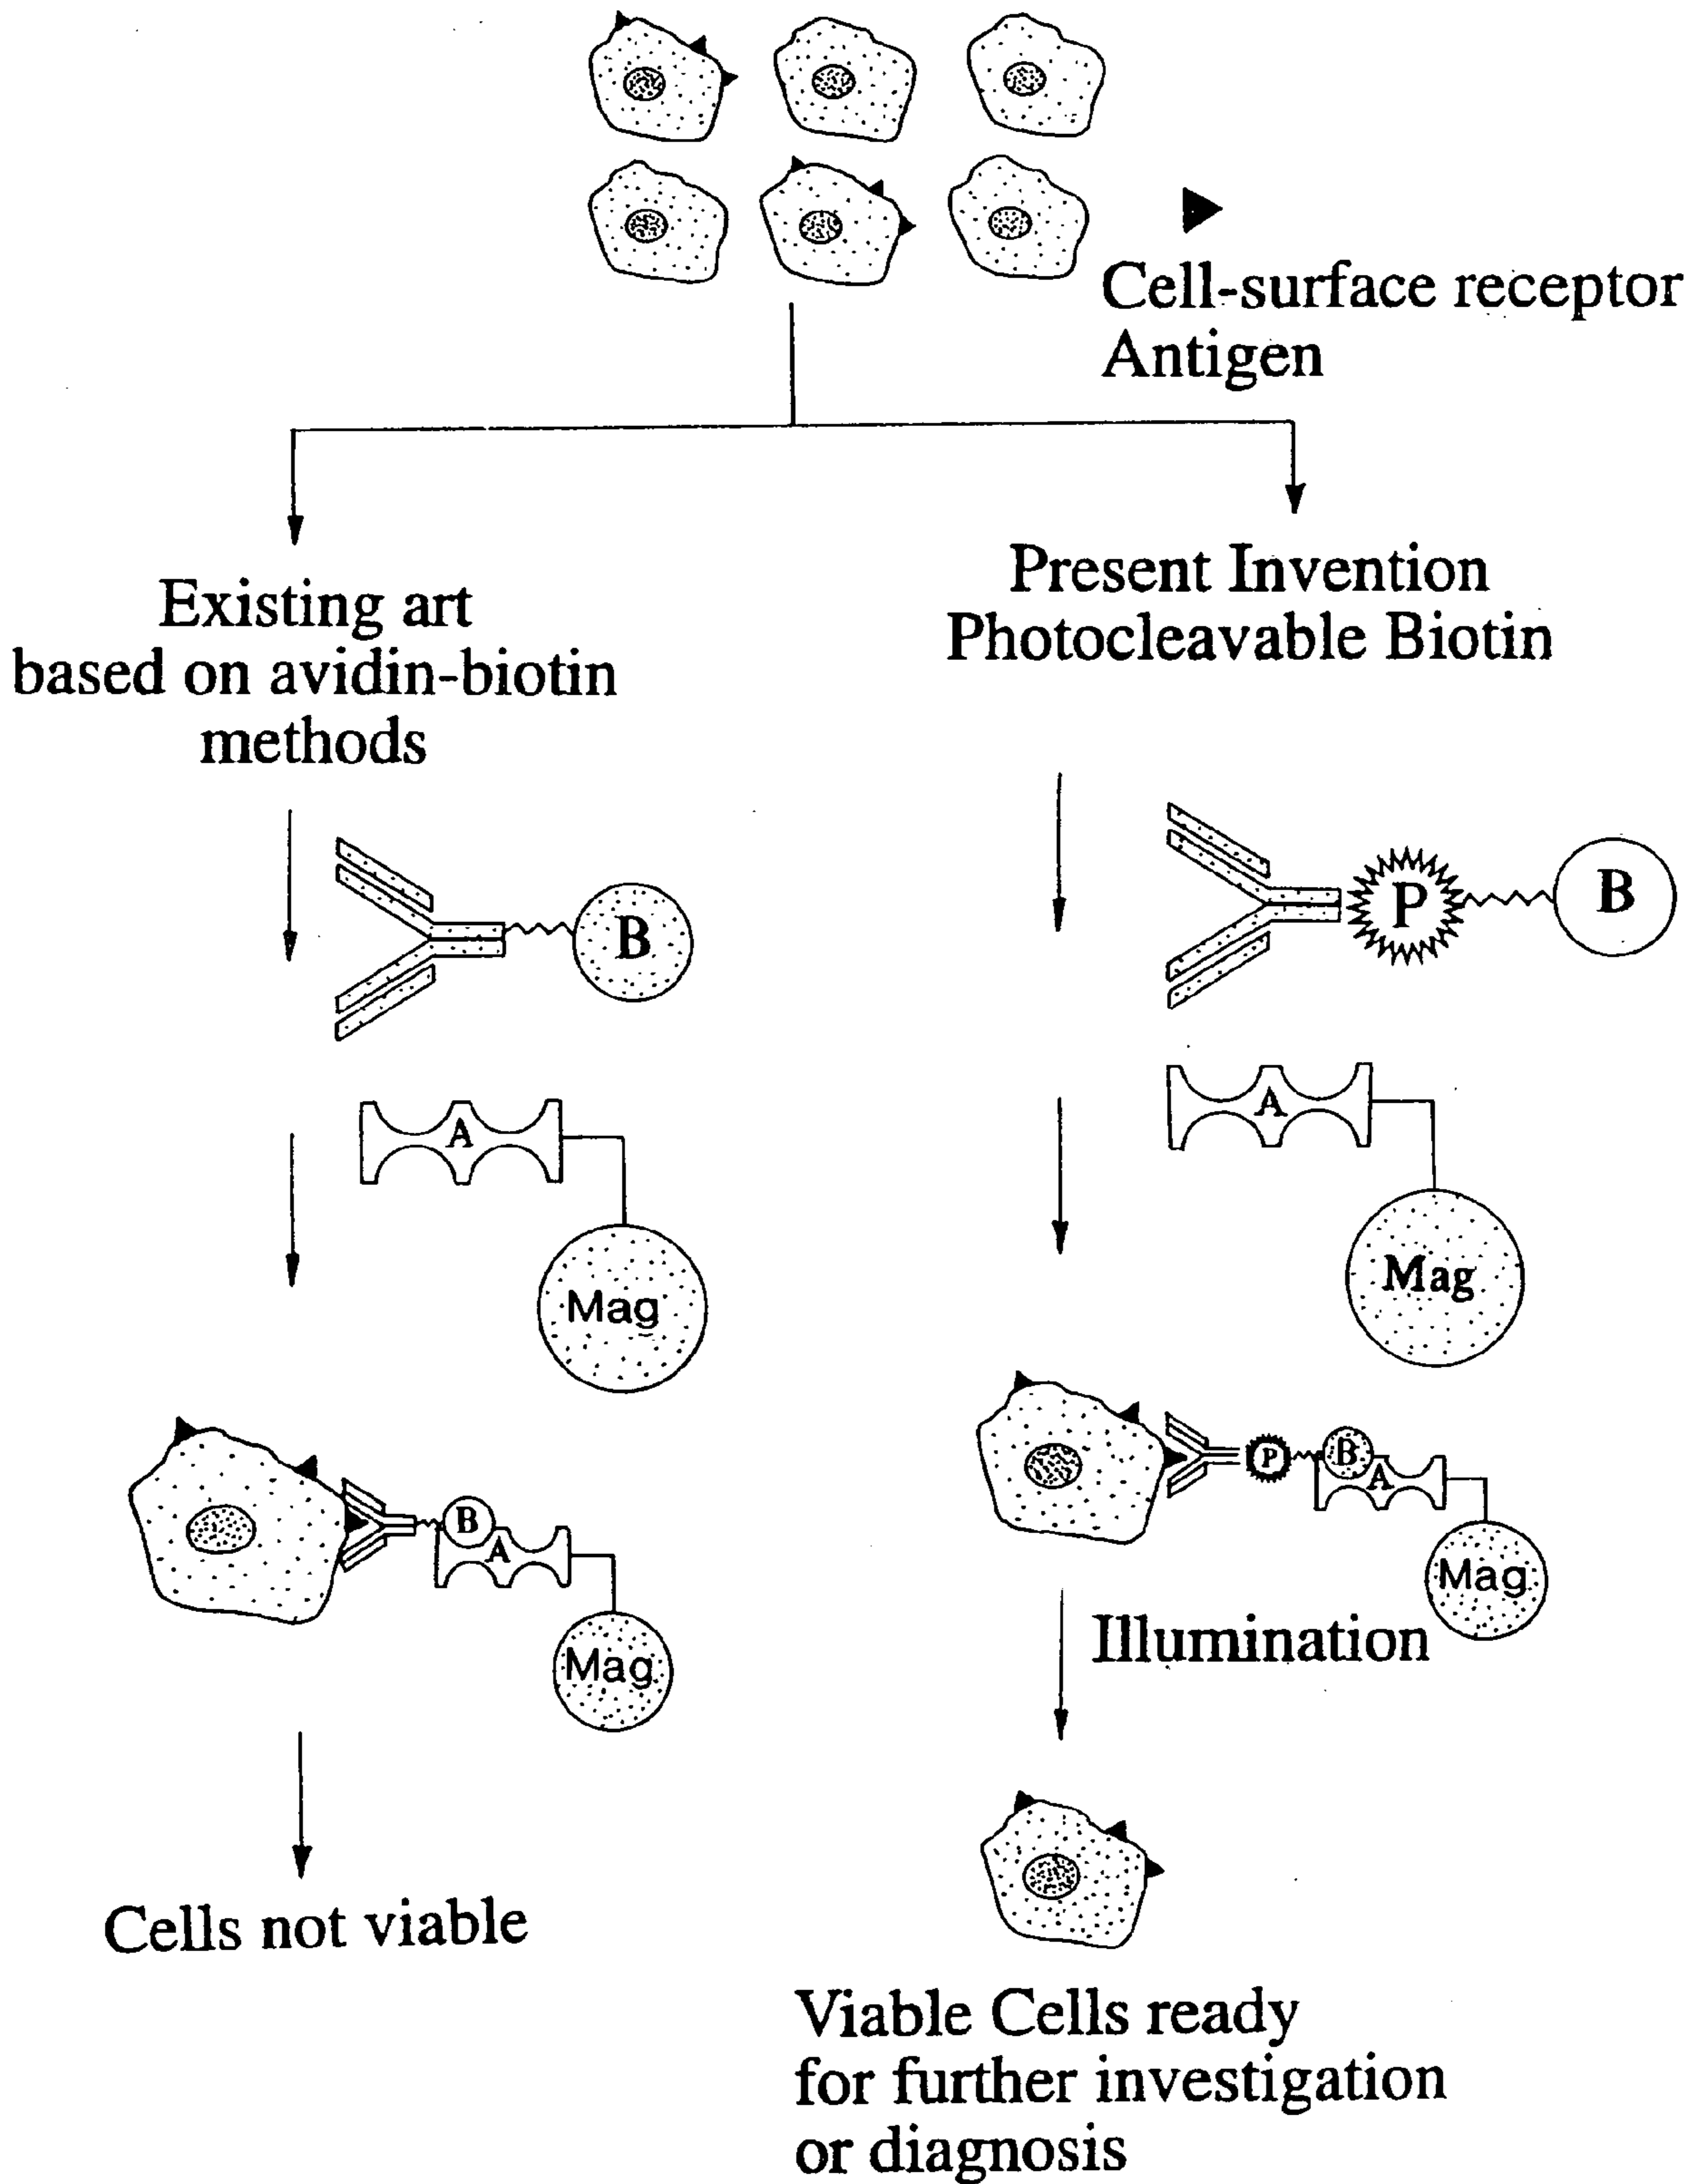 Cell-surface receptor
Antigen
Existing art
based on avidin-biotin
methods
Present Invention
Photocleavable Biotin
B
P
B
A
Mag
A
Mag
B
A
Mag
P
B
A
Mag
Illumination
Cells not viable
Viable Cells ready
for further investigation
or diagnosis